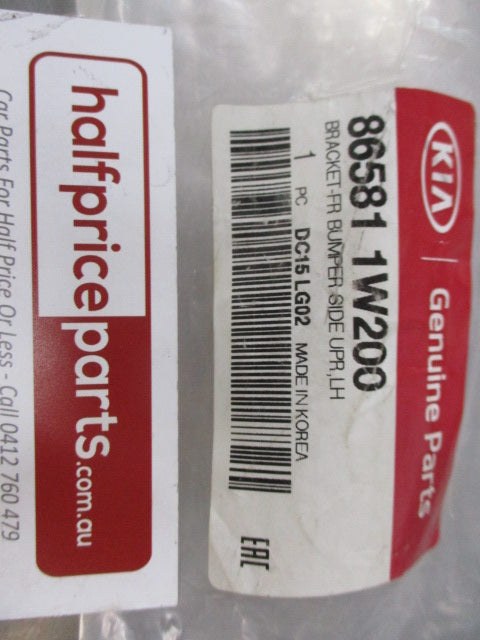 KIA | Genuine Parts
86581 1W200
BRACKET-FR BUMPER SIDE UPR,LH
1 PC DC15 LG02 MADE IN KOREA
EAC
halfpriceparts.com.au
Car Parts For Half Price Or Less - Call 0412 760 479